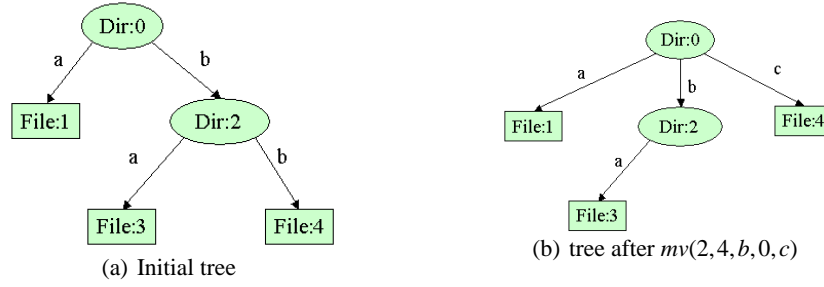 Dir:0
a
b
File:1
Dir:2
a
b
File:3
File:4
(a) Initial tree
Dir:0
a
b
c
File:1
Dir:2
File:4
a
File:3
(b) tree after mv(2,4,b,0,c)